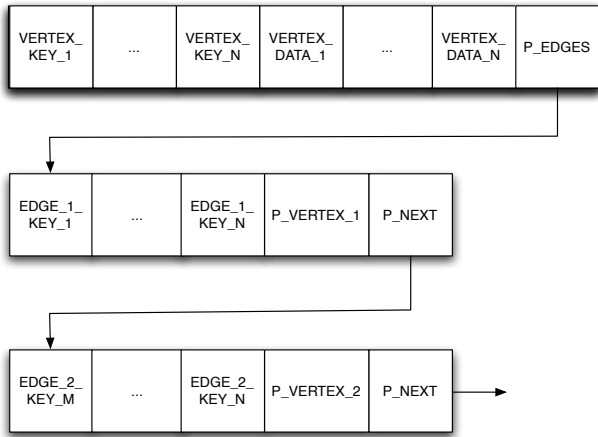 VERTEX_
KEY_1
...
VERTEX_
KEY_N
VERTEX_
DATA_1
...
VERTEX_
DATA_N
P_EDGES
EDGE_1_
KEY_1
...
EDGE_1_
KEY_N
P_VERTEX_1
P_NEXT
EDGE_2_
KEY_M
...
EDGE_2_
KEY_N
P_VERTEX_2
P_NEXT